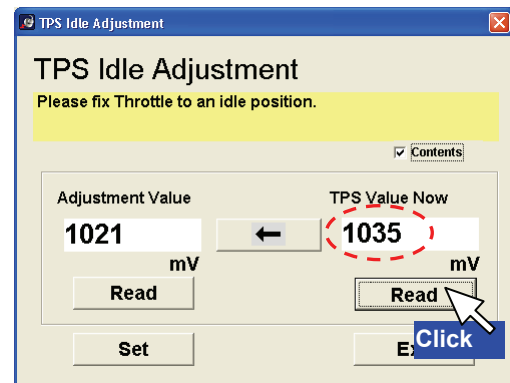 TPS Idle Adjustment
TPS Idle Adjustment
Please fix Throttle to an idle position.
Contents
Adjustment Value
TPS Value Now
1021
1035
mV
mV
Read
Read
Click
Set